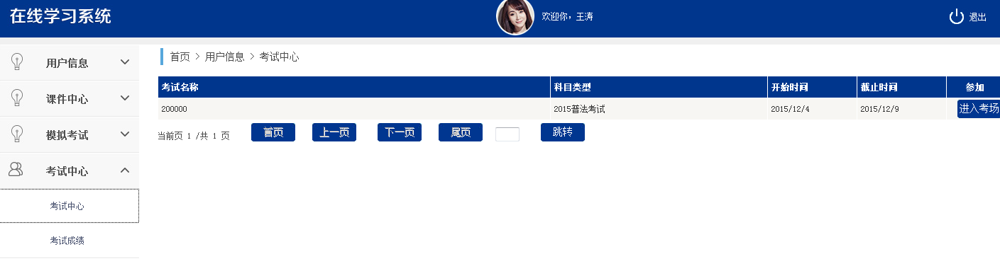 在线学习系统
欢迎你，王涛
退出
用户信息
课件中心
模拟考试
考试中心
考试中心
考试成绩
首页 > 用户信息 > 考试中心
考试名称 科目类型 开始时间 截止时间 参加
200000 2015普法考试 2015/12/4 2015/12/9 进入考场
当前页 1 /共 1 页 首页 上一页 下一页 尾页 跳转